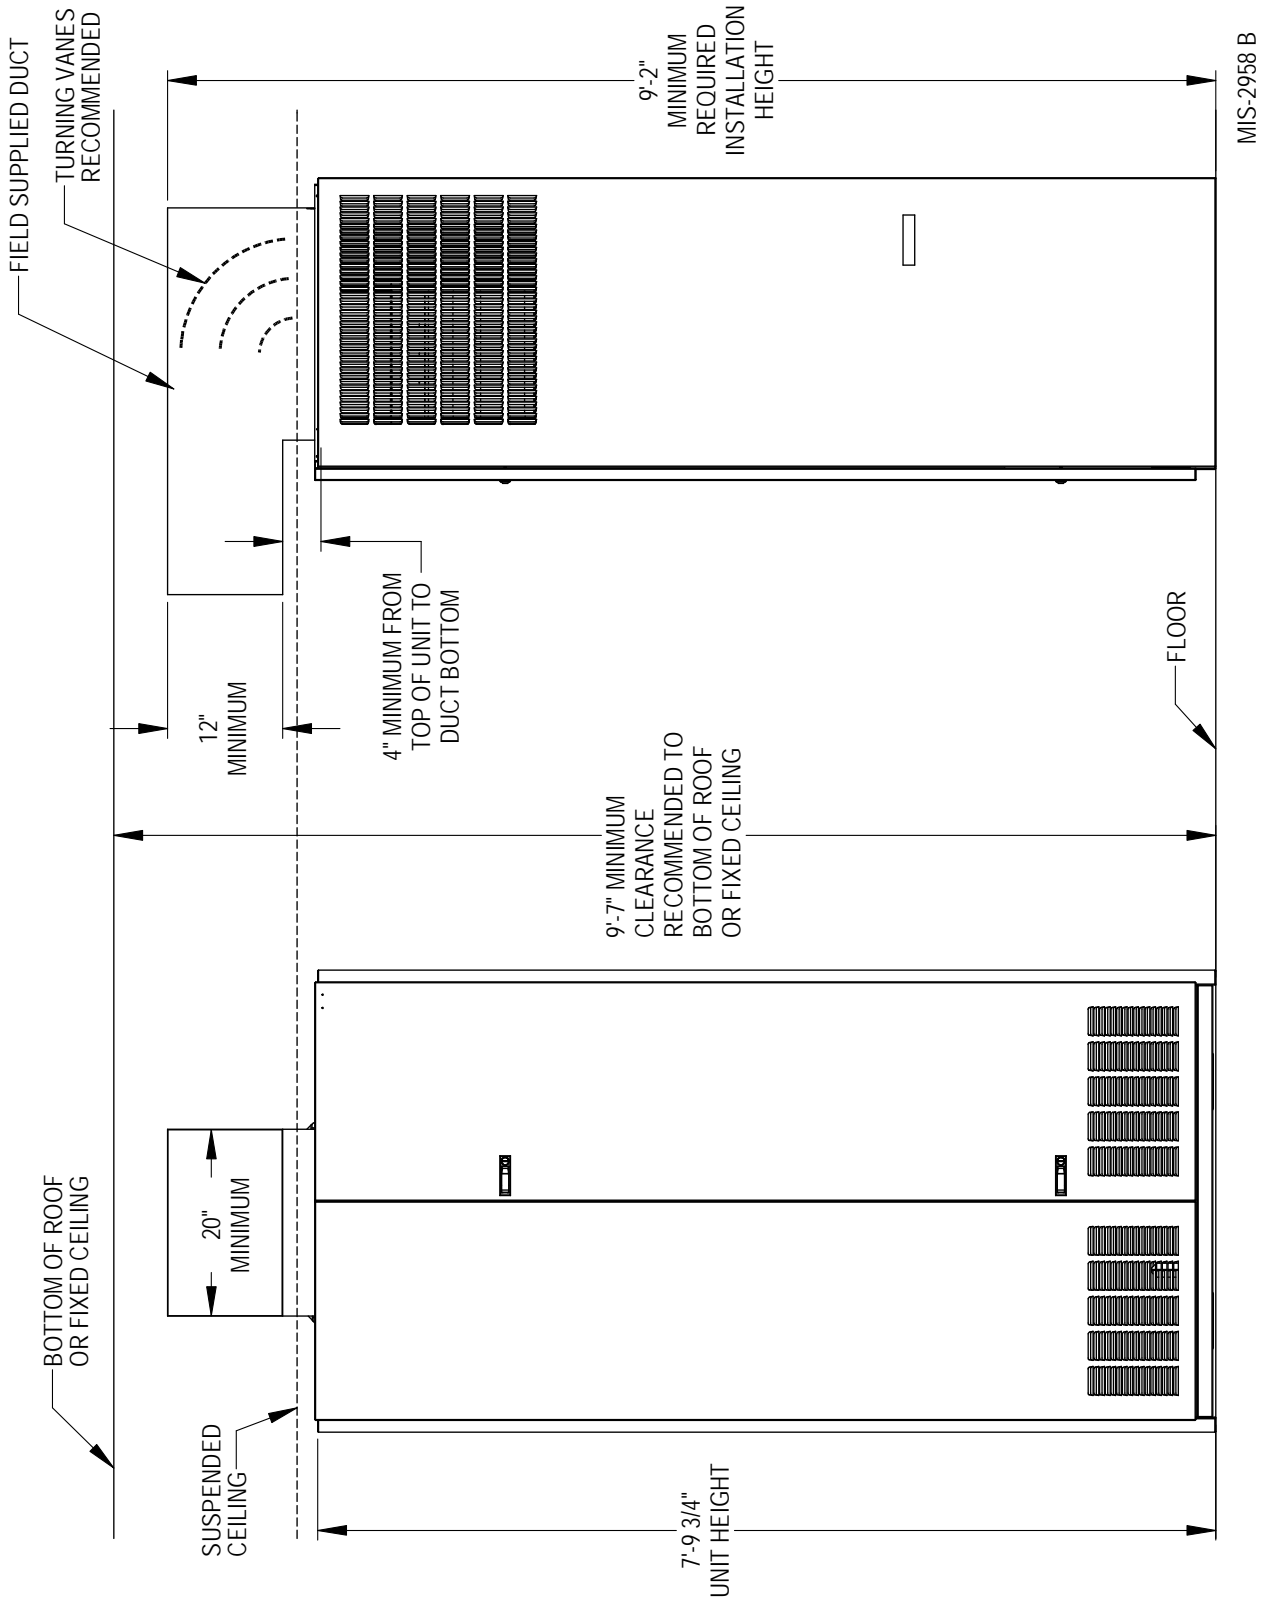 BOTTOM OF ROOF
OR FIXED CEILING
SUSPENDED
CEILING
20"
MINIMUM
7'-9 3/4"
UNIT HEIGHT
9'-7" MINIMUM
CLEARANCE
RECOMMENDED TO
BOTTOM OF ROOF
OR FIXED CEILING
12"
MINIMUM
4" MINIMUM FROM
TOP OF UNIT TO
DUCT BOTTOM
FLOOR
FIELD SUPPLIED DUCT
TURNING VANES
RECOMMENDED
9'-2"
MINIMUM
REQUIRED
INSTALLATION
HEIGHT
MIS-2958 B